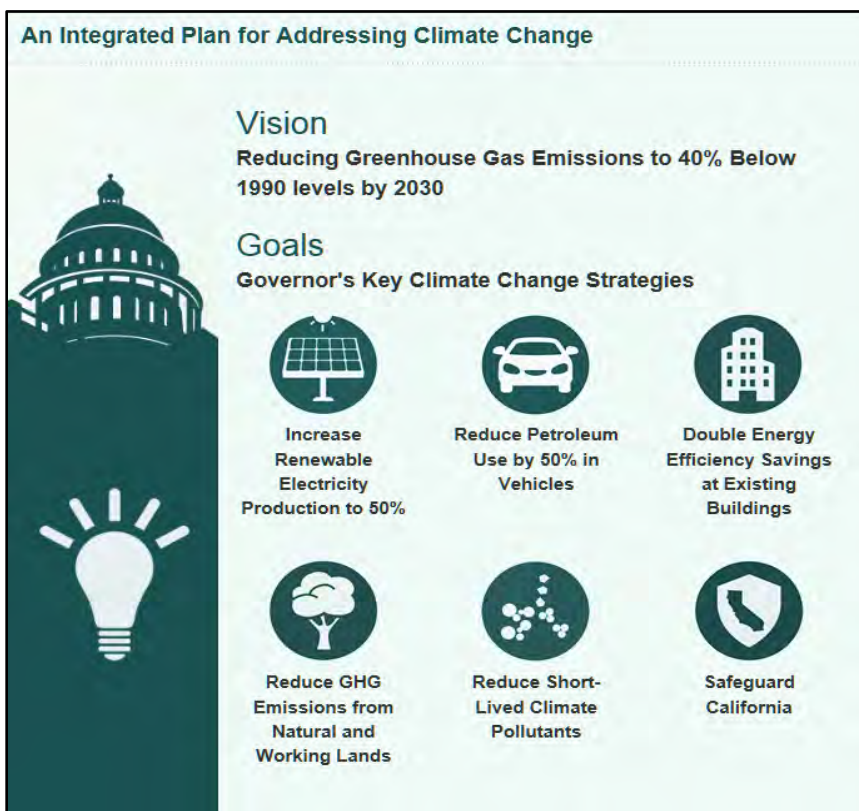 An Integrated Plan for Addressing Climate Change
Vision
Reducing Greenhouse Gas Emissions to 40% Below
1990 levels by 2030
Goals
Governor's Key Climate Change Strategies
Increase
Renewable
Electricity
Production to 50%
Reduce Petroleum
Use by 50% in
Vehicles
Double Energy
Efficiency Savings
at Existing
Buildings
Reduce GHG
Emissions from
Natural and
Working Lands
Reduce Short-
Lived Climate
Pollutants
Safeguard
California